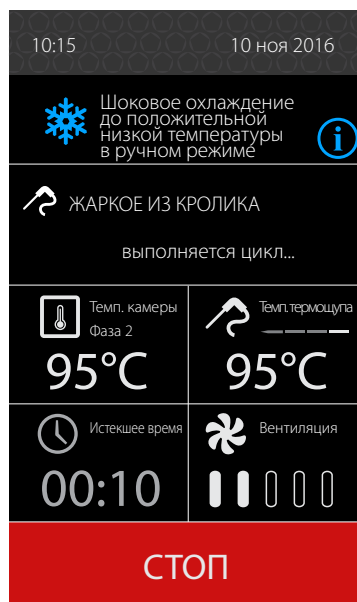 10:15 10 ноя 2016
Шоковое охлаждение
до положительной
низкой температуры
в ручном режиме
i
ЖАРКОЕ ИЗ КРОЛИКА
выполняется цикл...
Темп. камеры
Фаза 2
95°C
Темп.термощупа
95°C
Истекшее время
00:10
Вентиляция
СТОП